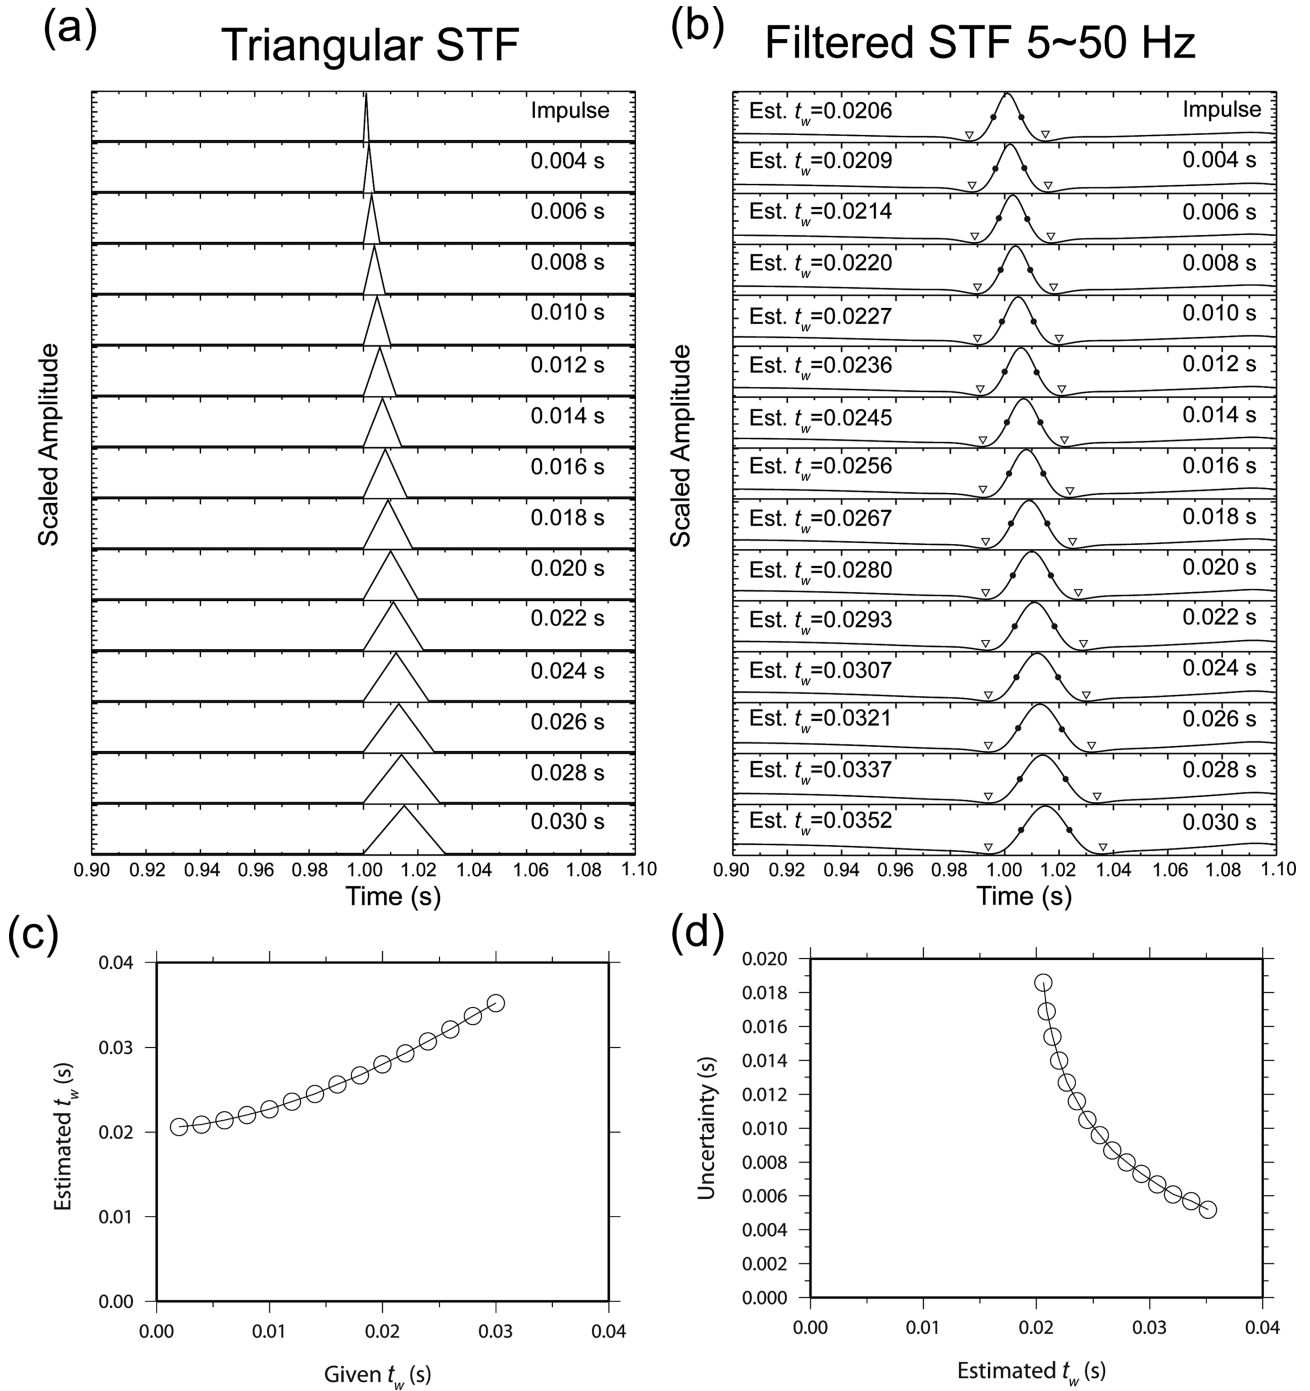 (a)
Triangular STF
Impulse
0.004 s
0.006 s
0.008 s
0.010 s
0.012 s
0.014 s
0.016 s
0.018 s
0.020 s
0.022 s
0.024 s
0.026 s
0.028 s
0.030 s
Scaled Amplitude
0.90 0.92 0.94 0.96 0.98 1.00 1.02 1.04 1.06 1.08 1.10
Time (s)
(b)
Filtered STF 5~50 Hz
Est. tw=0.0206 Impulse
Est. tw=0.0209 0.004 s
Est. tw=0.0214 0.006 s
Est. tw=0.0220 0.008 s
Est. tw=0.0227 0.010 s
Est. tw=0.0236 0.012 s
Est. tw=0.0245 0.014 s
Est. tw=0.0256 0.016 s
Est. tw=0.0267 0.018 s
Est. tw=0.0280 0.020 s
Est. tw=0.0293 0.022 s
Est. tw=0.0307 0.024 s
Est. tw=0.0321 0.026 s
Est. tw=0.0337 0.028 s
Est. tw=0.0352 0.030 s
Scaled Amplitude
0.90 0.92 0.94 0.96 0.98 1.00 1.02 1.04 1.06 1.08 1.10
Time (s)
(c)
0.04
0.03
0.02
0.01
0.00
Estimated tw (s)
0.00 0.01 0.02 0.03 0.04
Given tw (s)
(d)
0.020
0.018
0.016
0.014
0.012
0.010
0.008
0.006
0.004
0.002
0.000
Uncertainty (s)
0.00 0.01 0.02 0.03 0.04
Estimated tw (s)